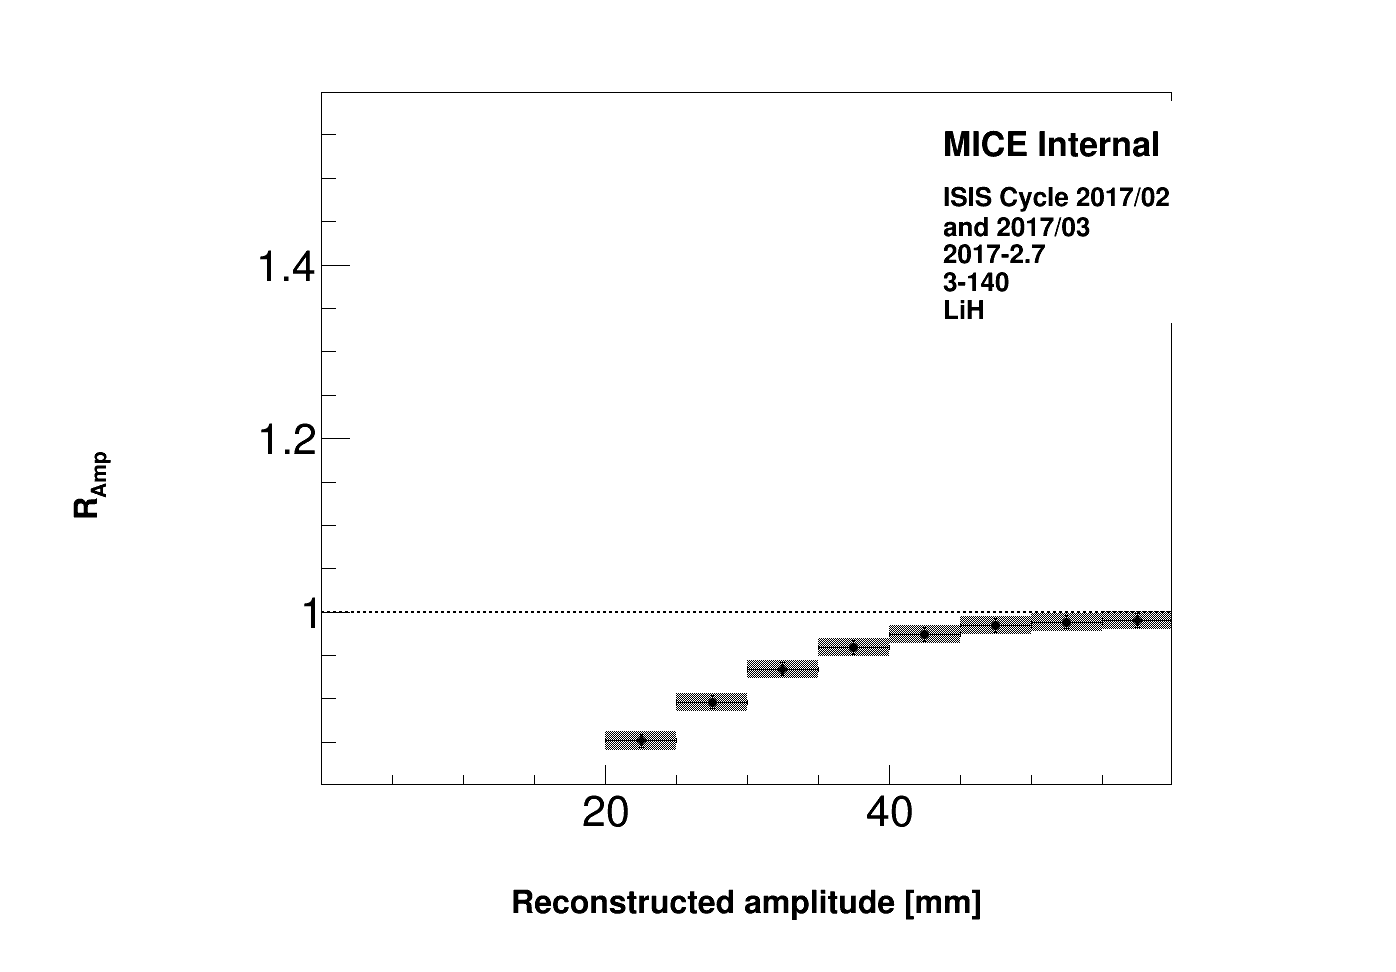 MICE Internal
ISIS Cycle 2017/02
and 2017/03
2017-2.7
3-140
LiH
1.4
1.2
1
R_Amp
20
40
Reconstructed amplitude [mm]